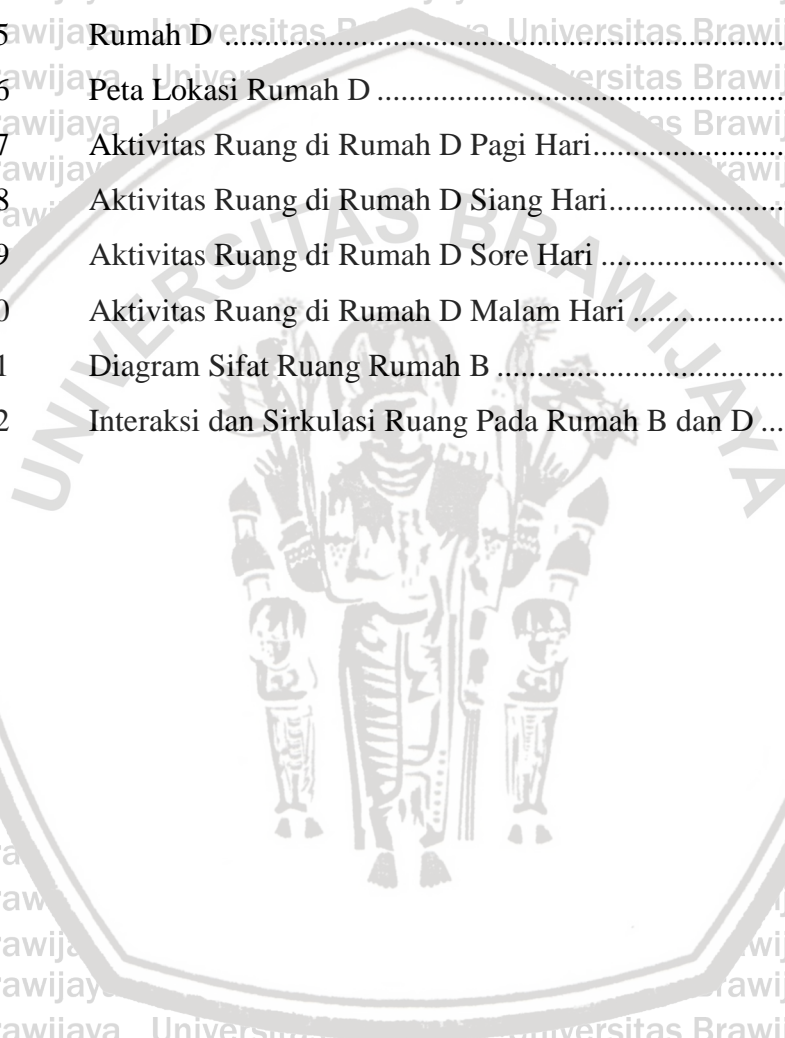 5 Rumah D ......................................................................
6 Peta Lokasi Rumah D ...................................................
7 Aktivitas Ruang di Rumah D Pagi Hari........................
8 Aktivitas Ruang di Rumah D Siang Hari......................
9 Aktivitas Ruang di Rumah D Sore Hari .......................
0 Aktivitas Ruang di Rumah D Malam Hari ...................
1 Diagram Sifat Ruang Rumah B ....................................
2 Interaksi dan Sirkulasi Ruang Pada Rumah B dan D ...
UNIVERSITAS BRAWIJAYA